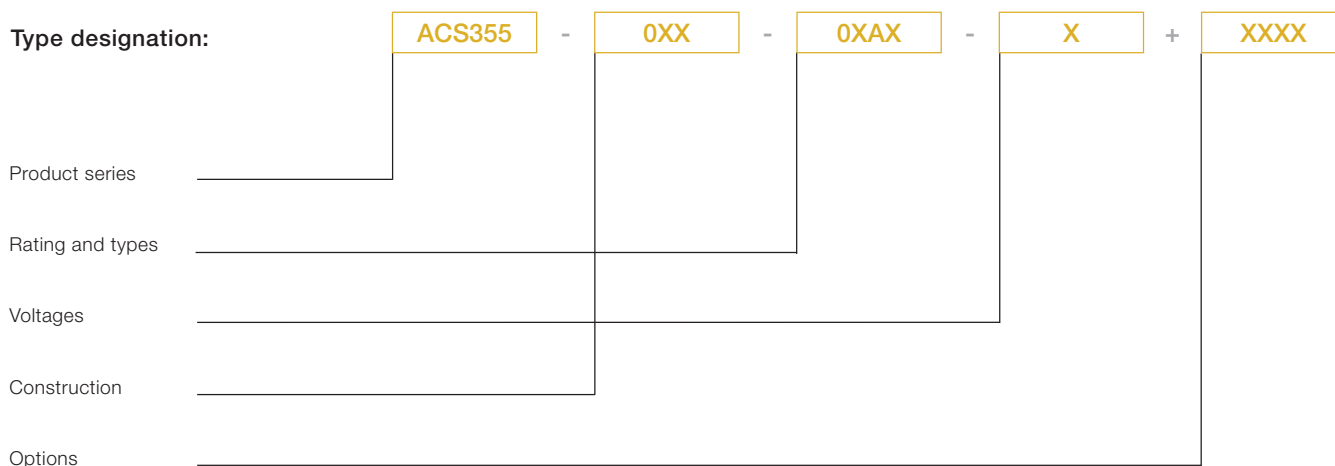 Type designation: ACS355 - 0XX - 0XAX - X + XXXX
Product series
Rating and types
Voltages
Construction
Options